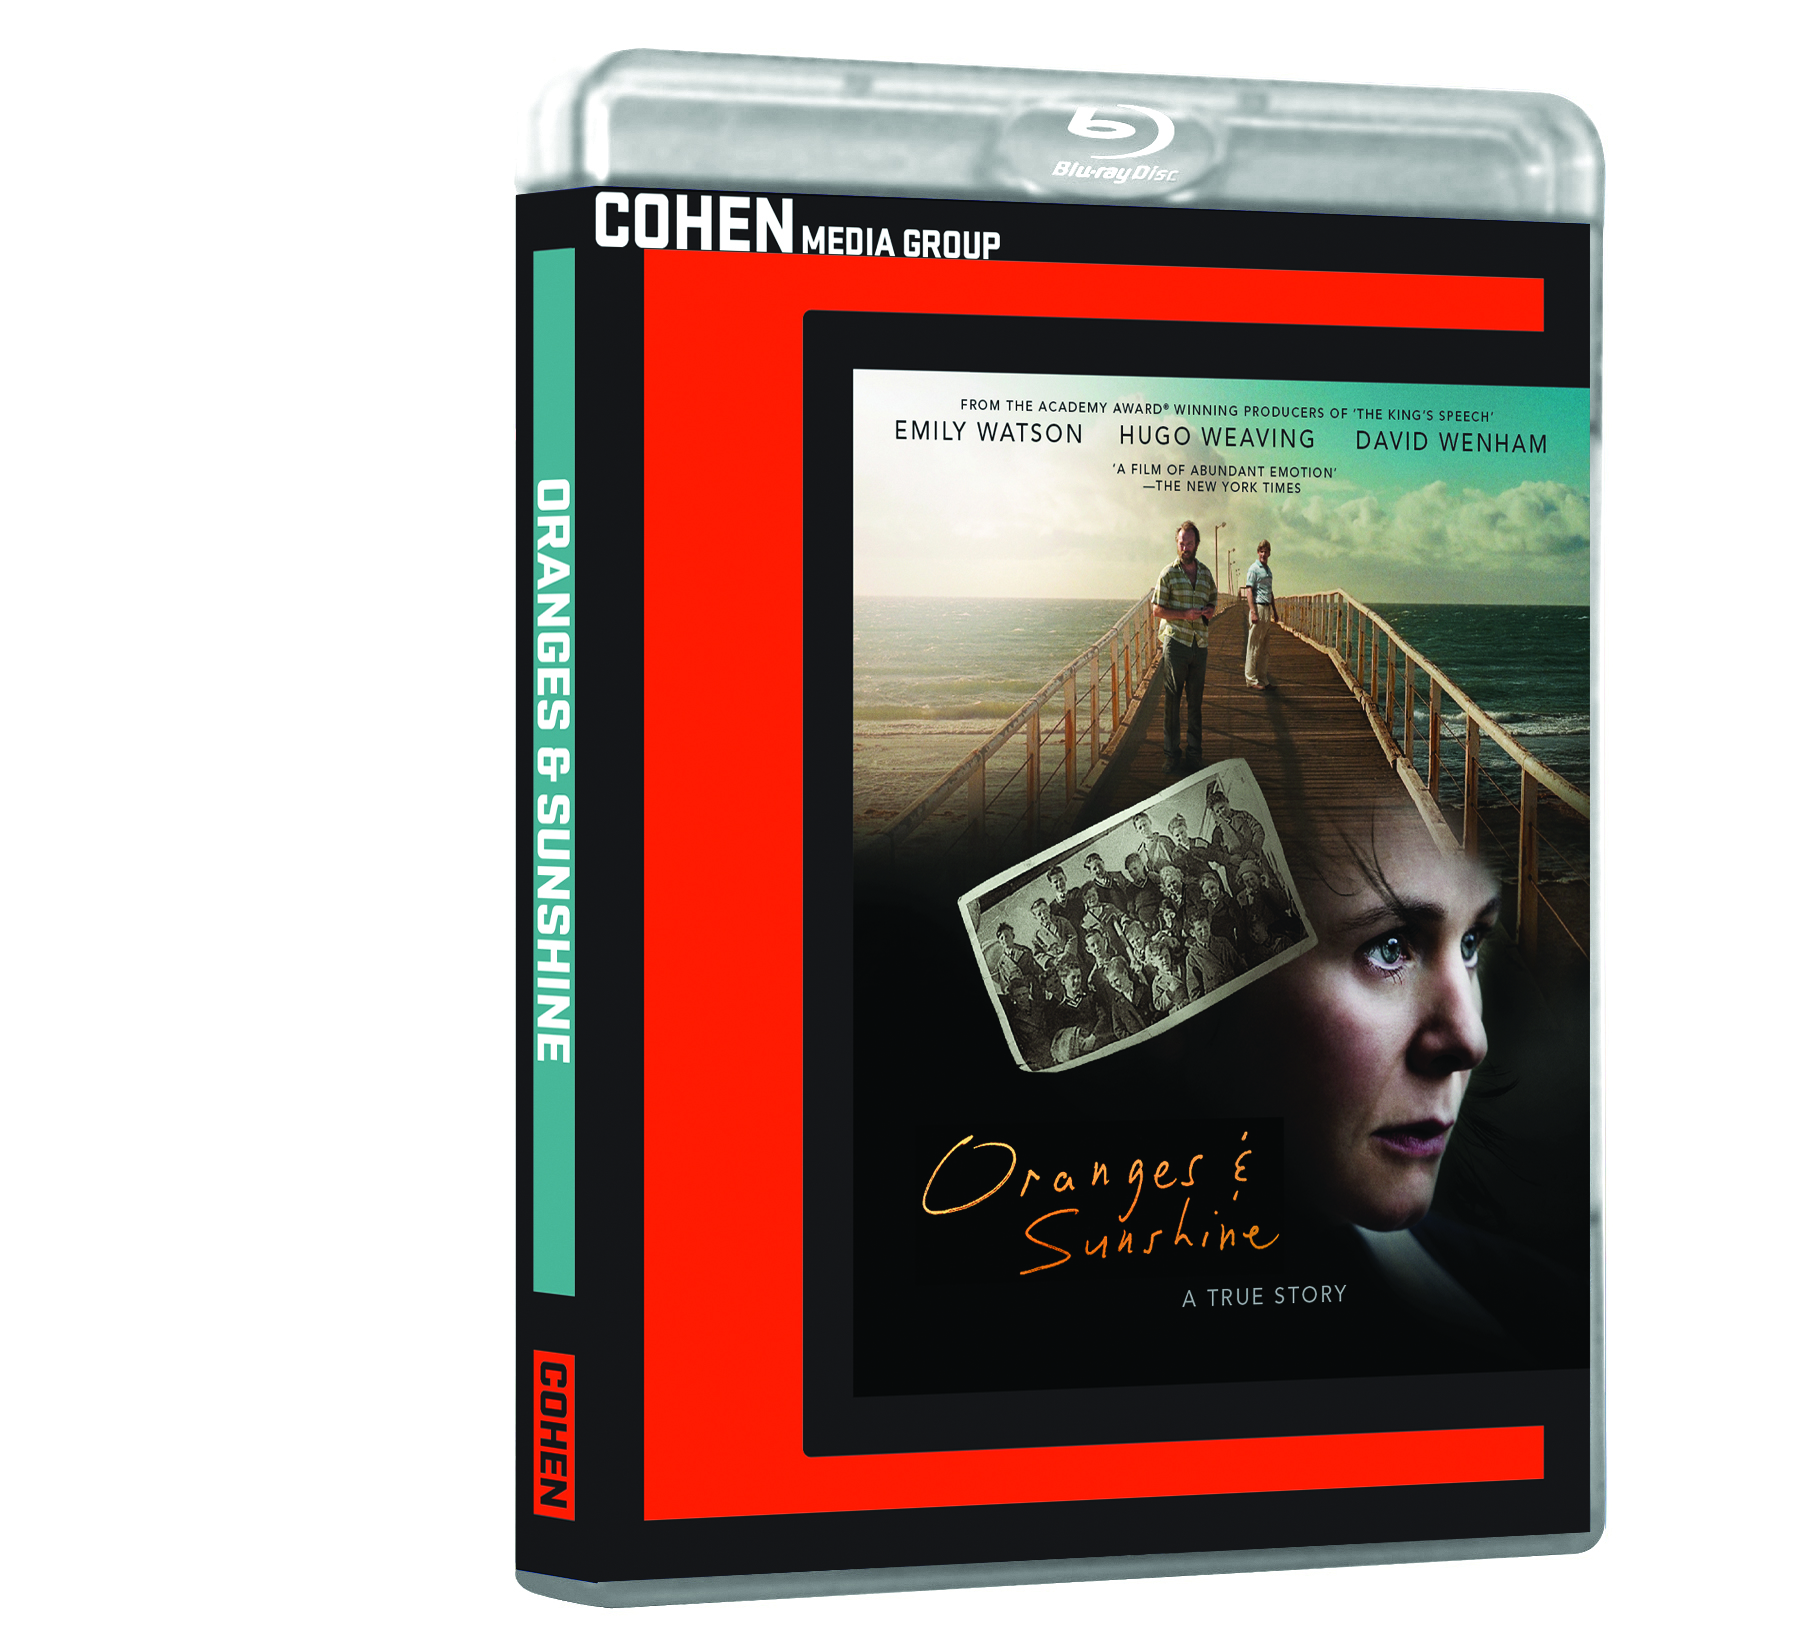 Blu-ray Disc
COHEN MEDIA GROUP
FROM THE ACADEMY AWARD® WINNING PRODUCERS OF 'THE KING'S SPEECH'
EMILY WATSON HUGO WEAVING DAVID WENHAM
'A FILM OF ABUNDANT EMOTION'
—THE NEW YORK TIMES
Oranges &
Sunshine
A TRUE STORY
ORANGES & SUNSHINE
COHEN